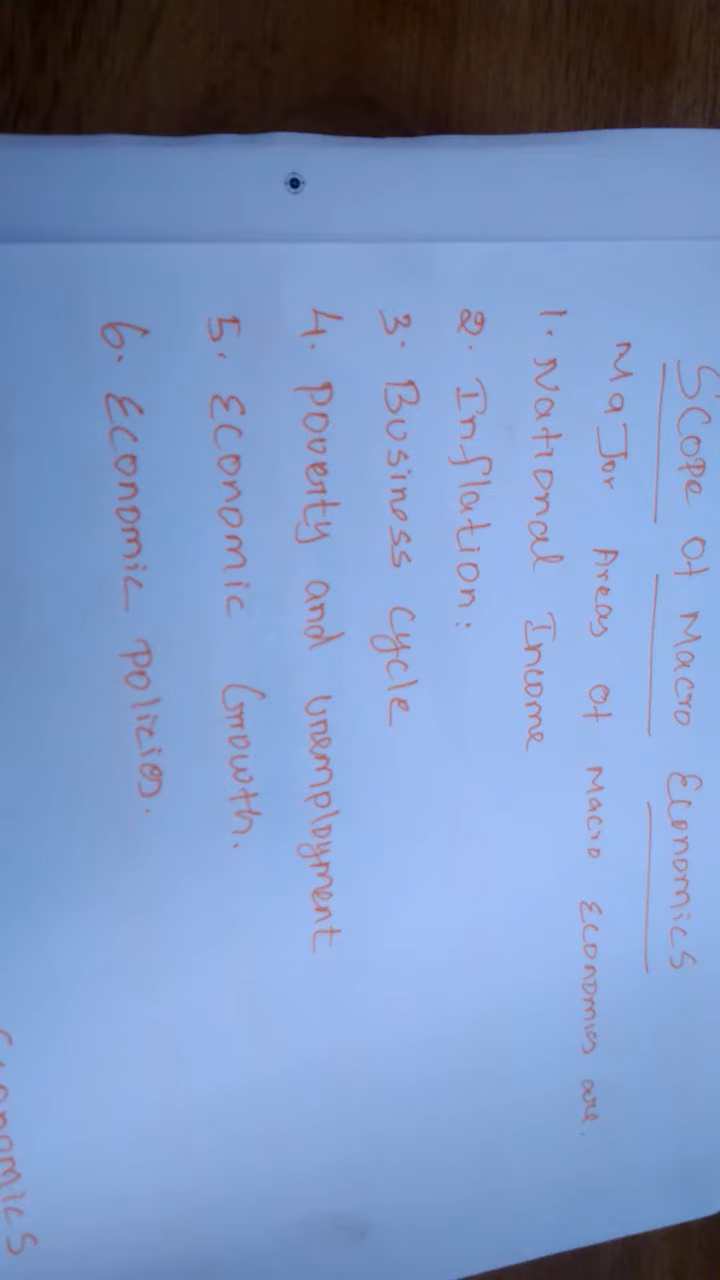 Scope of Macro Economics
Major Areas of Macro Economics are.
1. National Income
2. Inflation:
3. Business cycle
4. Poverty and Unemployment
5. Economic Growth.
6. Economic policies.